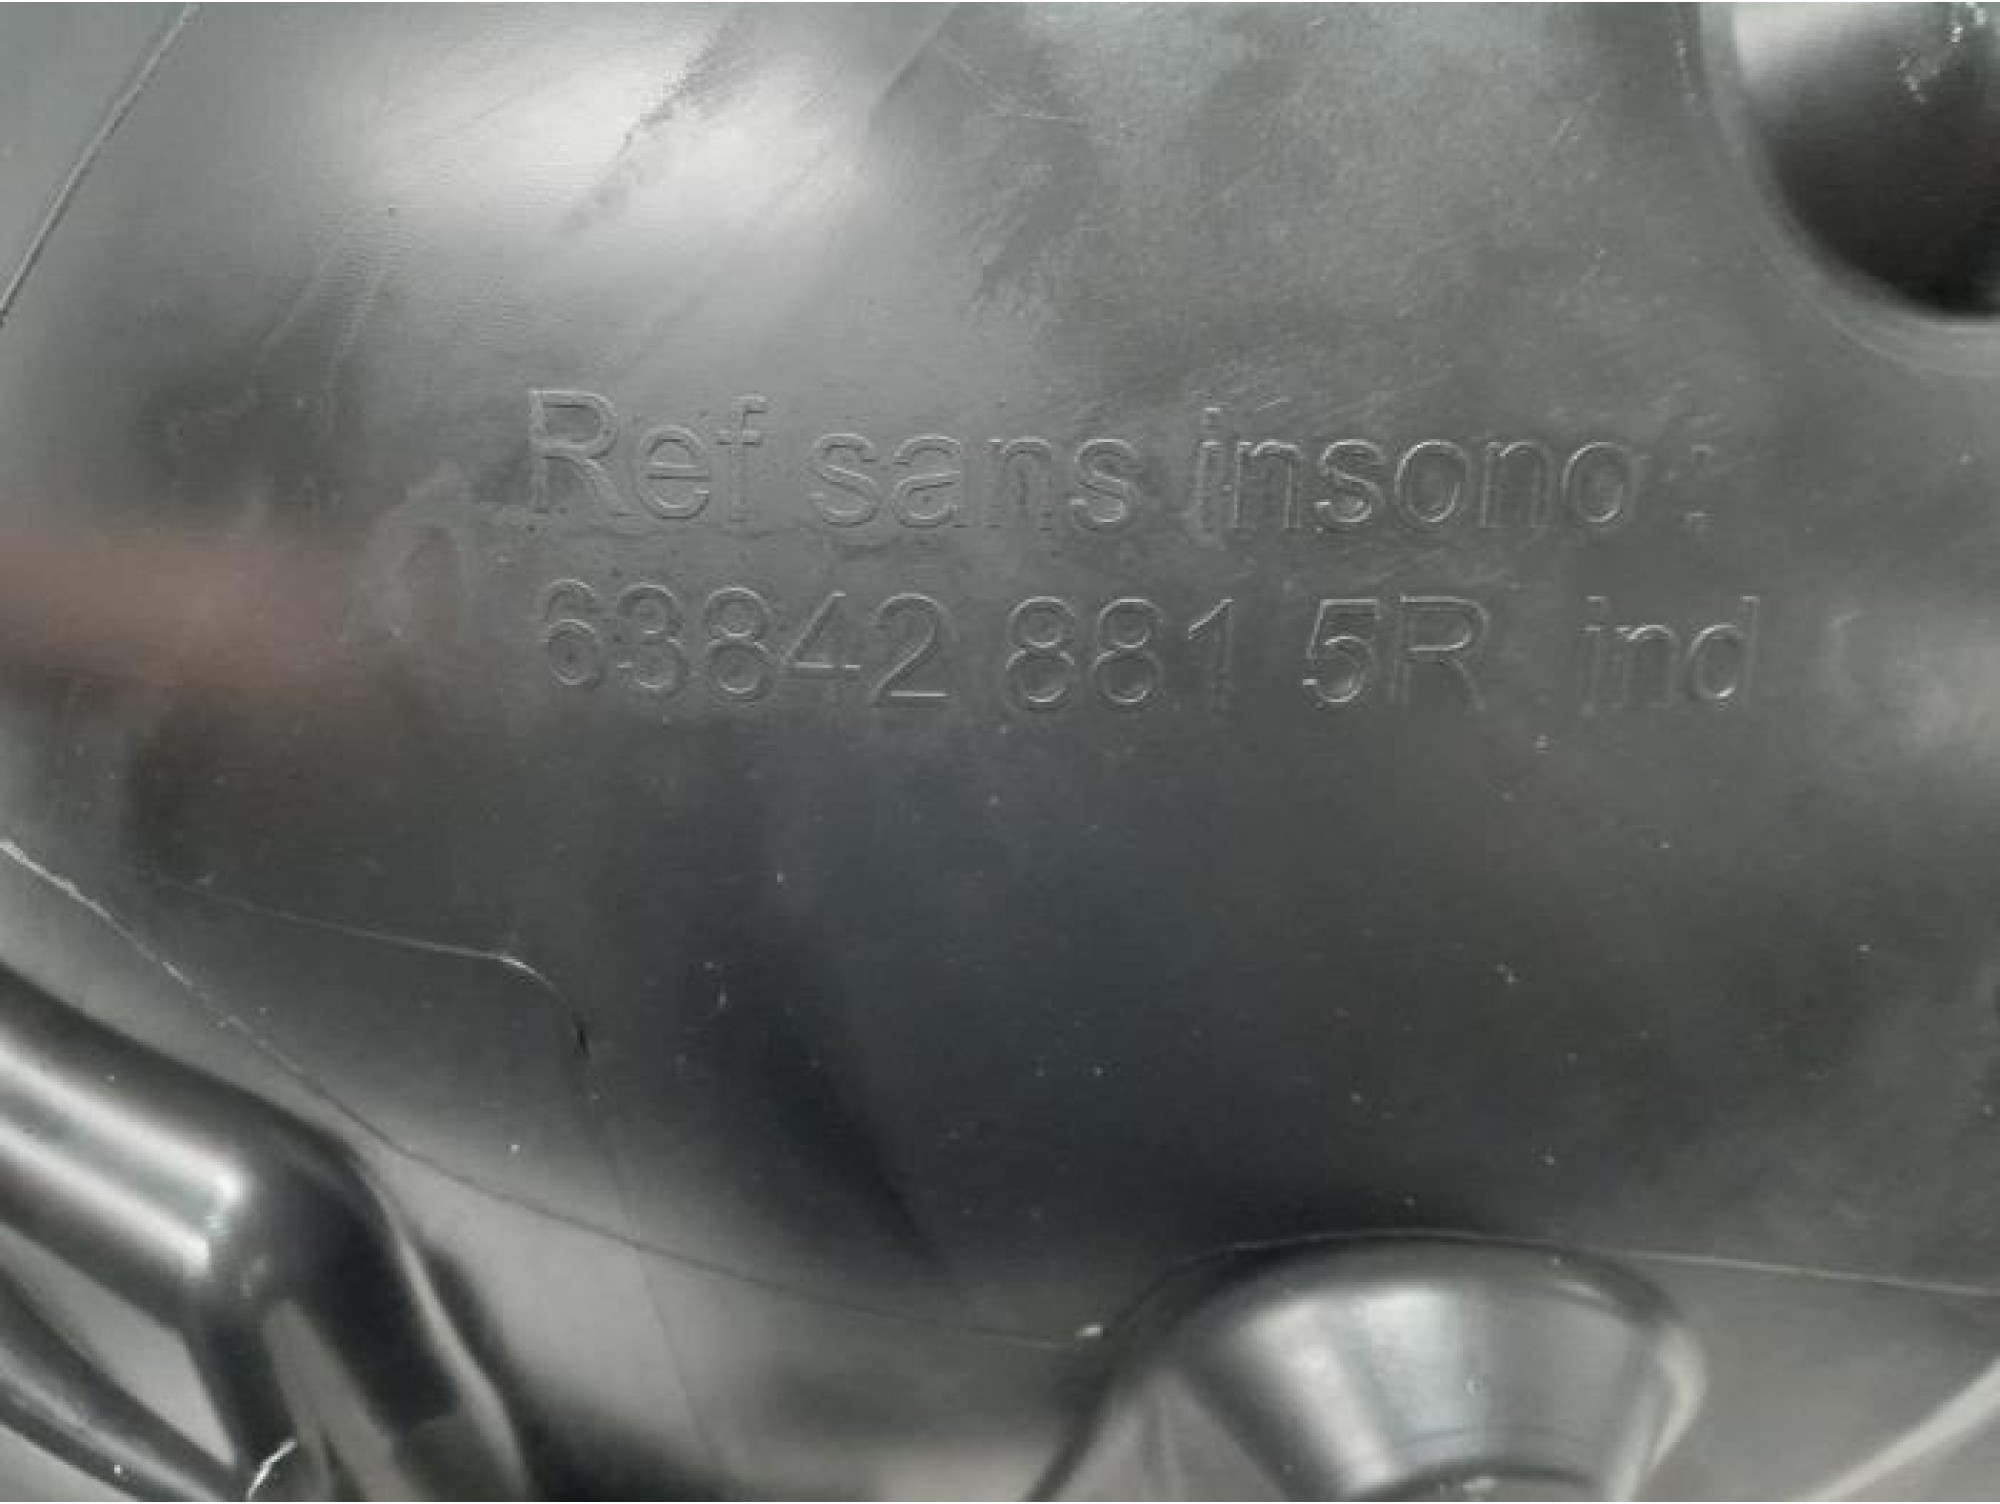 Ref sans insono :
63842 881 5R ind